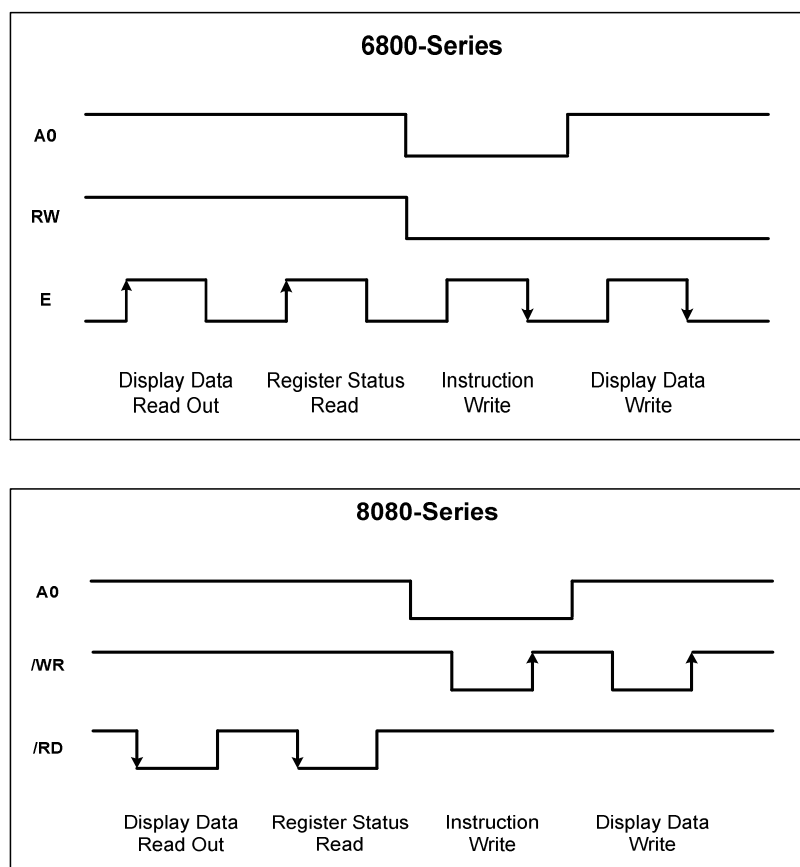 6800-Series
A0
RW
E
Display Data Register Status Instruction Display Data
Read Out Read Write Write
8080-Series
A0
/WR
/RD
Display Data Register Status Instruction Display Data
Read Out Read Write Write